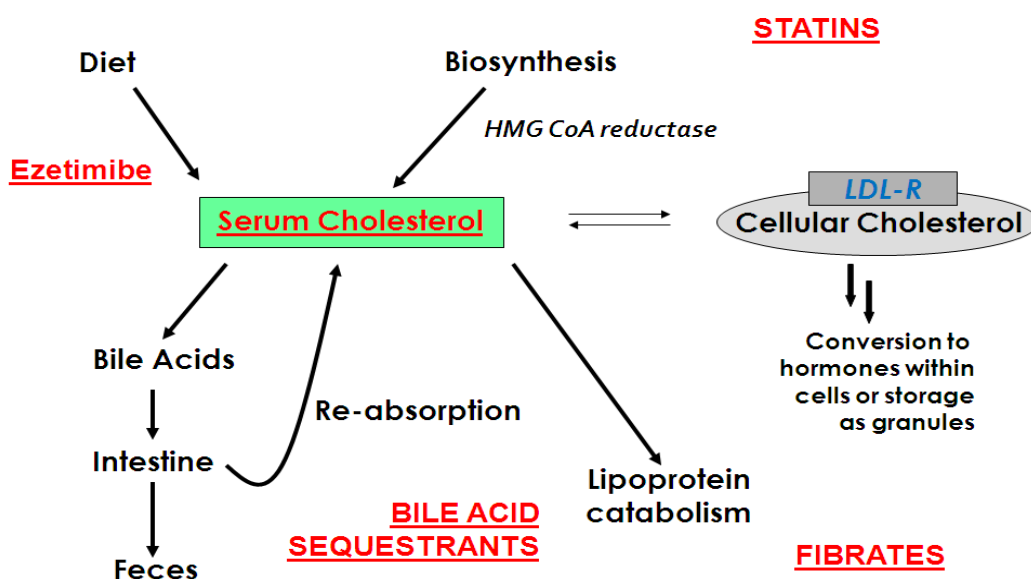 STATINS
Diet
Biosynthesis
HMG CoA reductase
Ezetimibe
LDL-R
Serum Cholesterol
Cellular Cholesterol
Bile Acids
Conversion to
hormones within
cells or storage
as granules
Re-absorption
Intestine
Lipoprotein
catabolism
BILE ACID
SEQUESTRANTS
FIBRATES
Feces